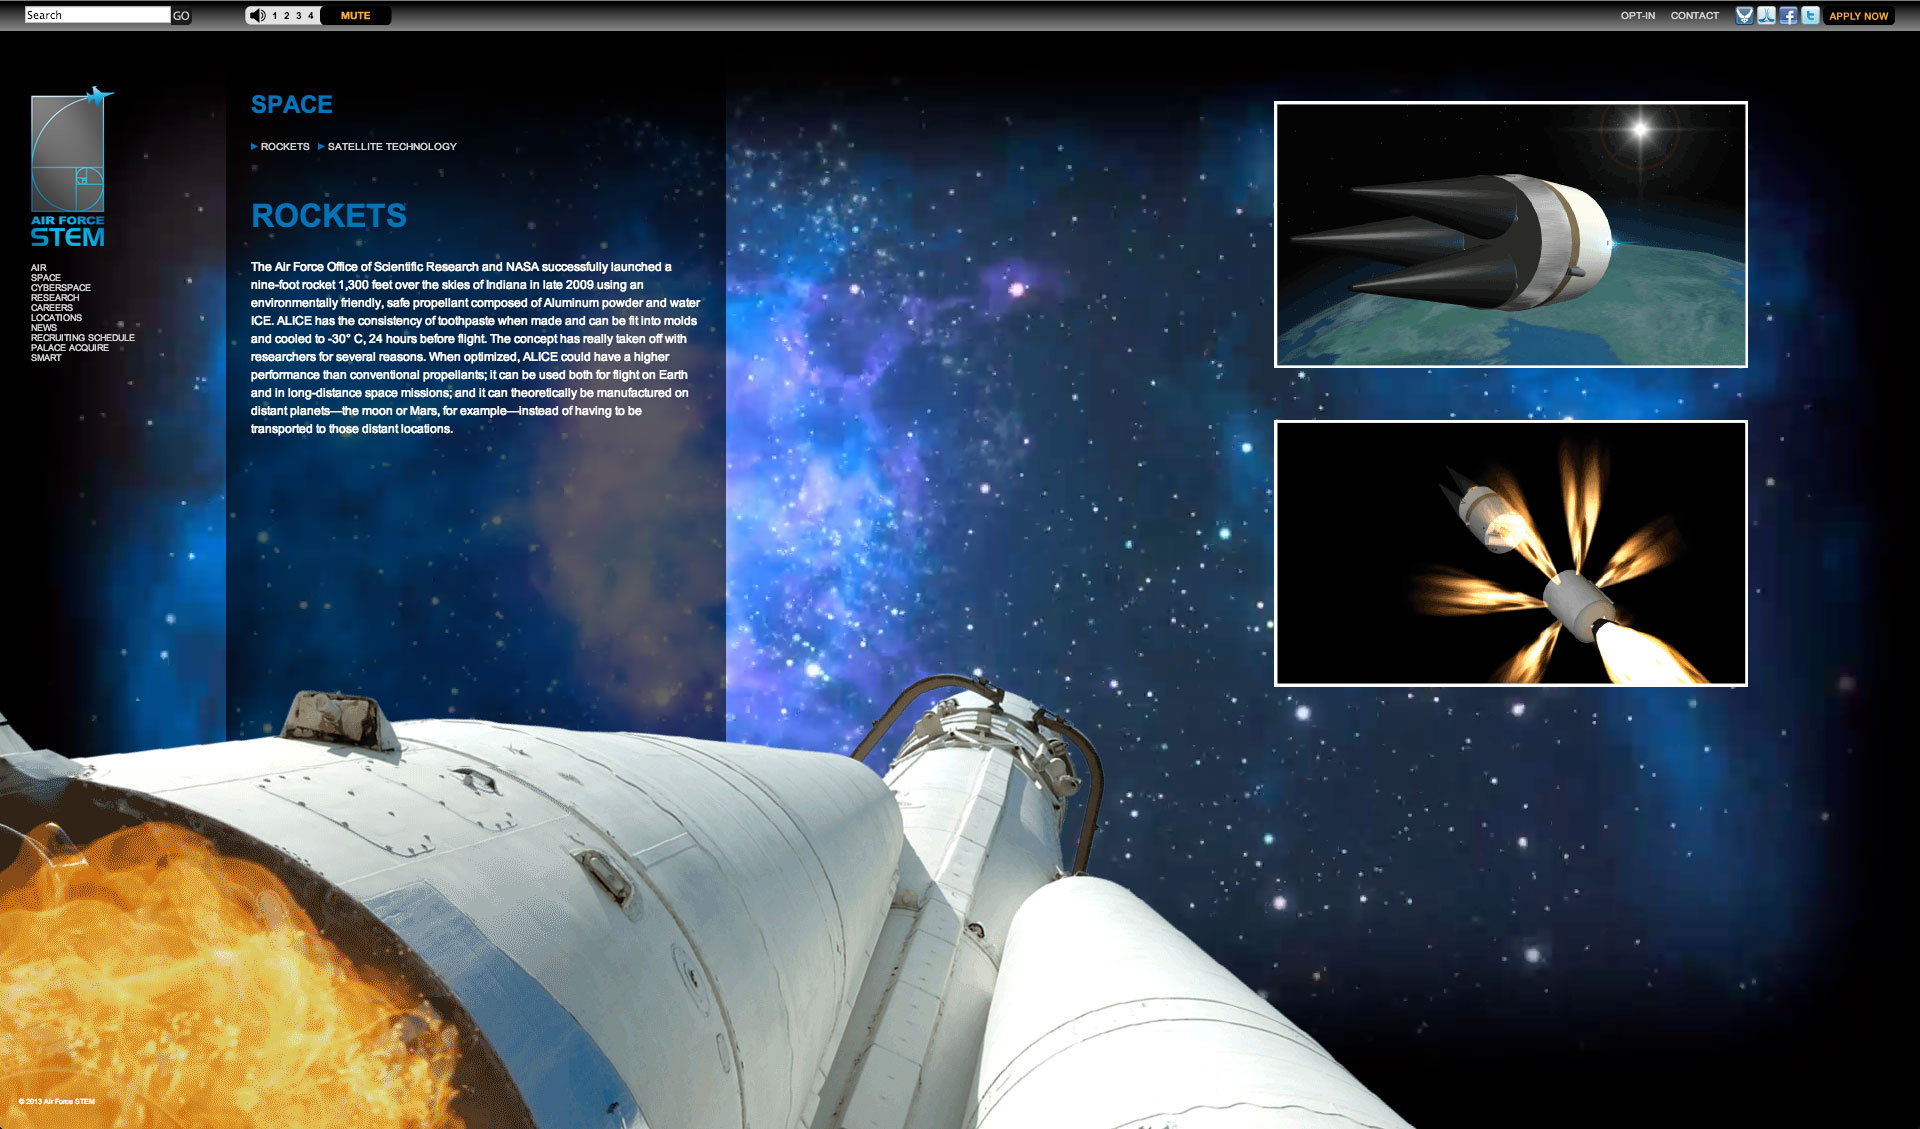 Search GO 1 2 3 4 MUTE OPT-IN CONTACT f t APPLY NOW
AIR FORCE
STEM
AIR
SPACE
CYBERSPACE
RESEARCH
CAREERS
LOCATIONS
NEWS
RECRUITING SCHEDULE
PALACE ACQUIRE
SMART
SPACE
ROCKETS SATELLITE TECHNOLOGY
ROCKETS
The Air Force Office of Scientific Research and NASA successfully launched a
nine-foot rocket 1,300 feet over the skies of Indiana in late 2009 using an
environmentally friendly, safe propellant composed of Aluminum powder and water
ICE. ALICE has the consistency of toothpaste when made and can be fit into molds
and cooled to -30° C, 24 hours before flight. The concept has really taken off with
researchers for several reasons. When optimized, ALICE could have a higher
performance than conventional propellants; it can be used both for flight on Earth
and in long-distance space missions; and it can theoretically be manufactured on
distant planets—the moon or Mars, for example—instead of having to be
transported to those distant locations.
© 2013 Air Force STEM